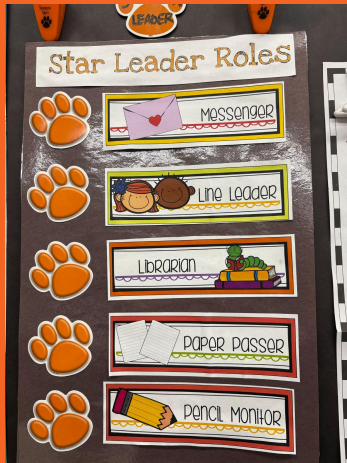 LEADER
Star Leader Roles
Messenger
Line Leader
Librarian
Paper Passer
Pencil Monitor